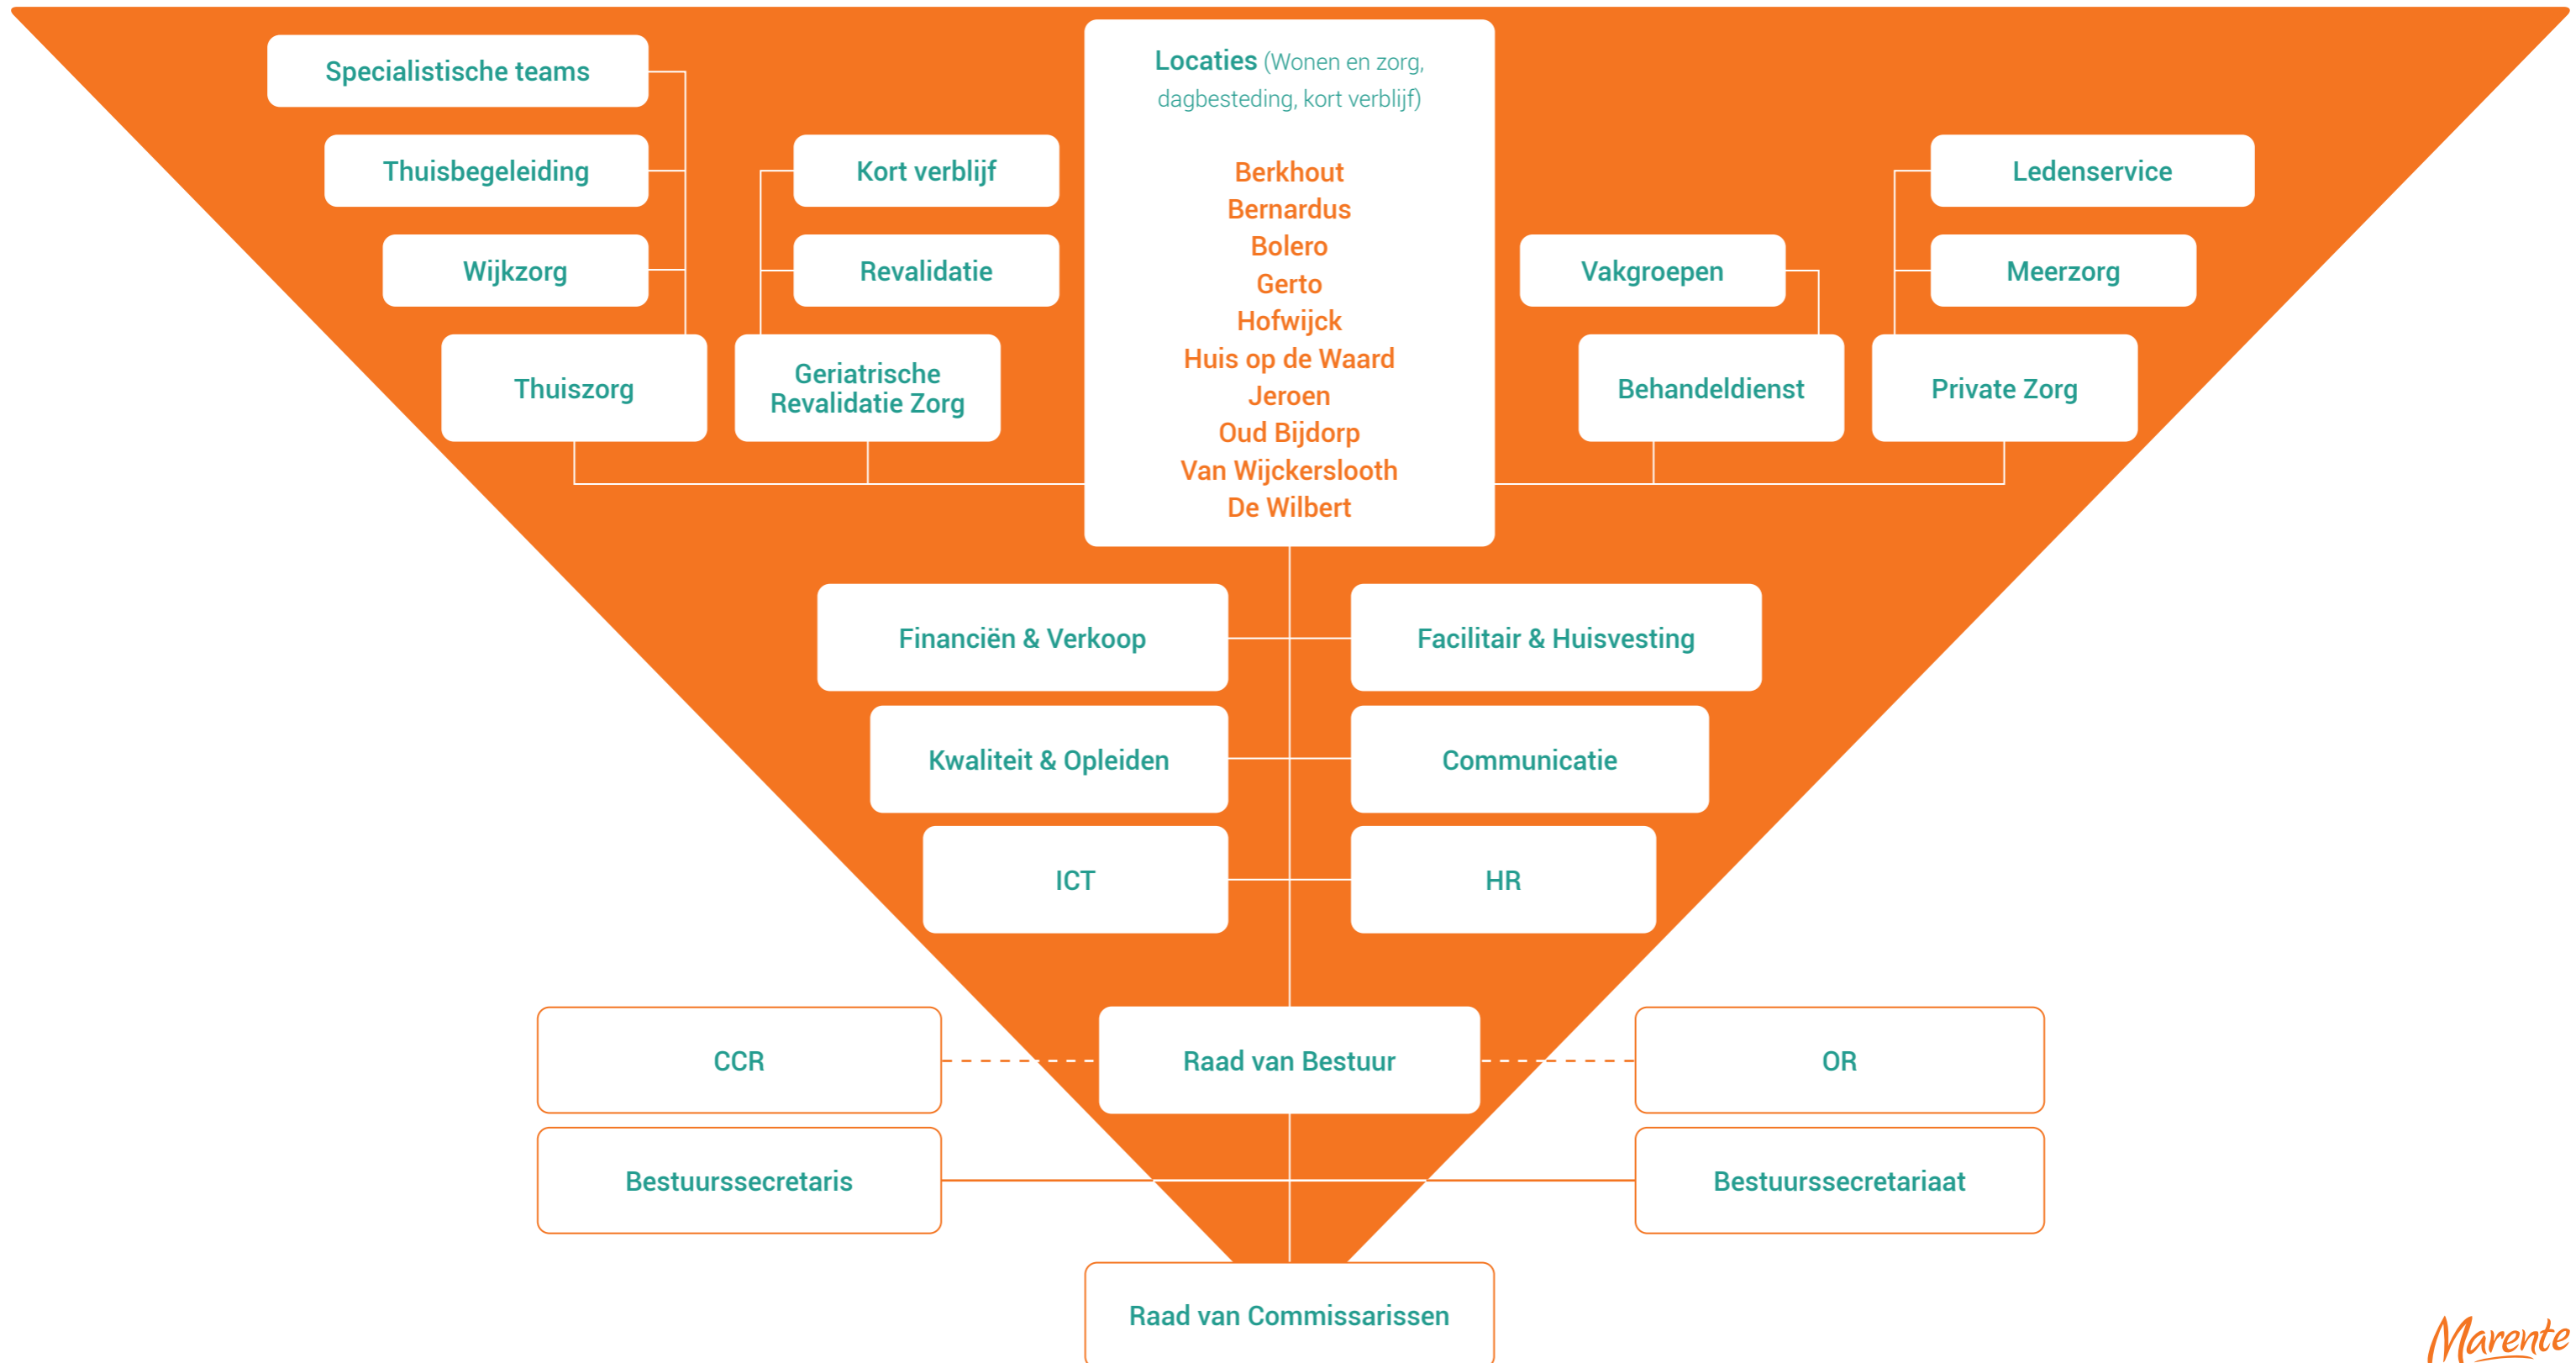 Specialistische teams
Thuisbegeleiding
Wijkzorg
Thuiszorg
Kort verblijf
Revalidatie
Geriatrische
Revalidatie Zorg
Locaties (Wonen en zorg,
dagbesteding, kort verblijf)
Berkhout
Bernardus
Bolero
Gerto
Hofwijck
Huis op de Waard
Jeroen
Oud Bijdorp
Van Wijckerslooth
De Wilbert
Vakgroepen
Behandeldienst
Ledenservice
Meerzorg
Private Zorg
Financiën & Verkoop
Facilitair & Huisvesting
Kwaliteit & Opleiden
Communicatie
ICT
HR
CCR
Raad van Bestuur
OR
Bestuurssecretaris
Bestuurssecretariaat
Raad van Commissarissen
Marente